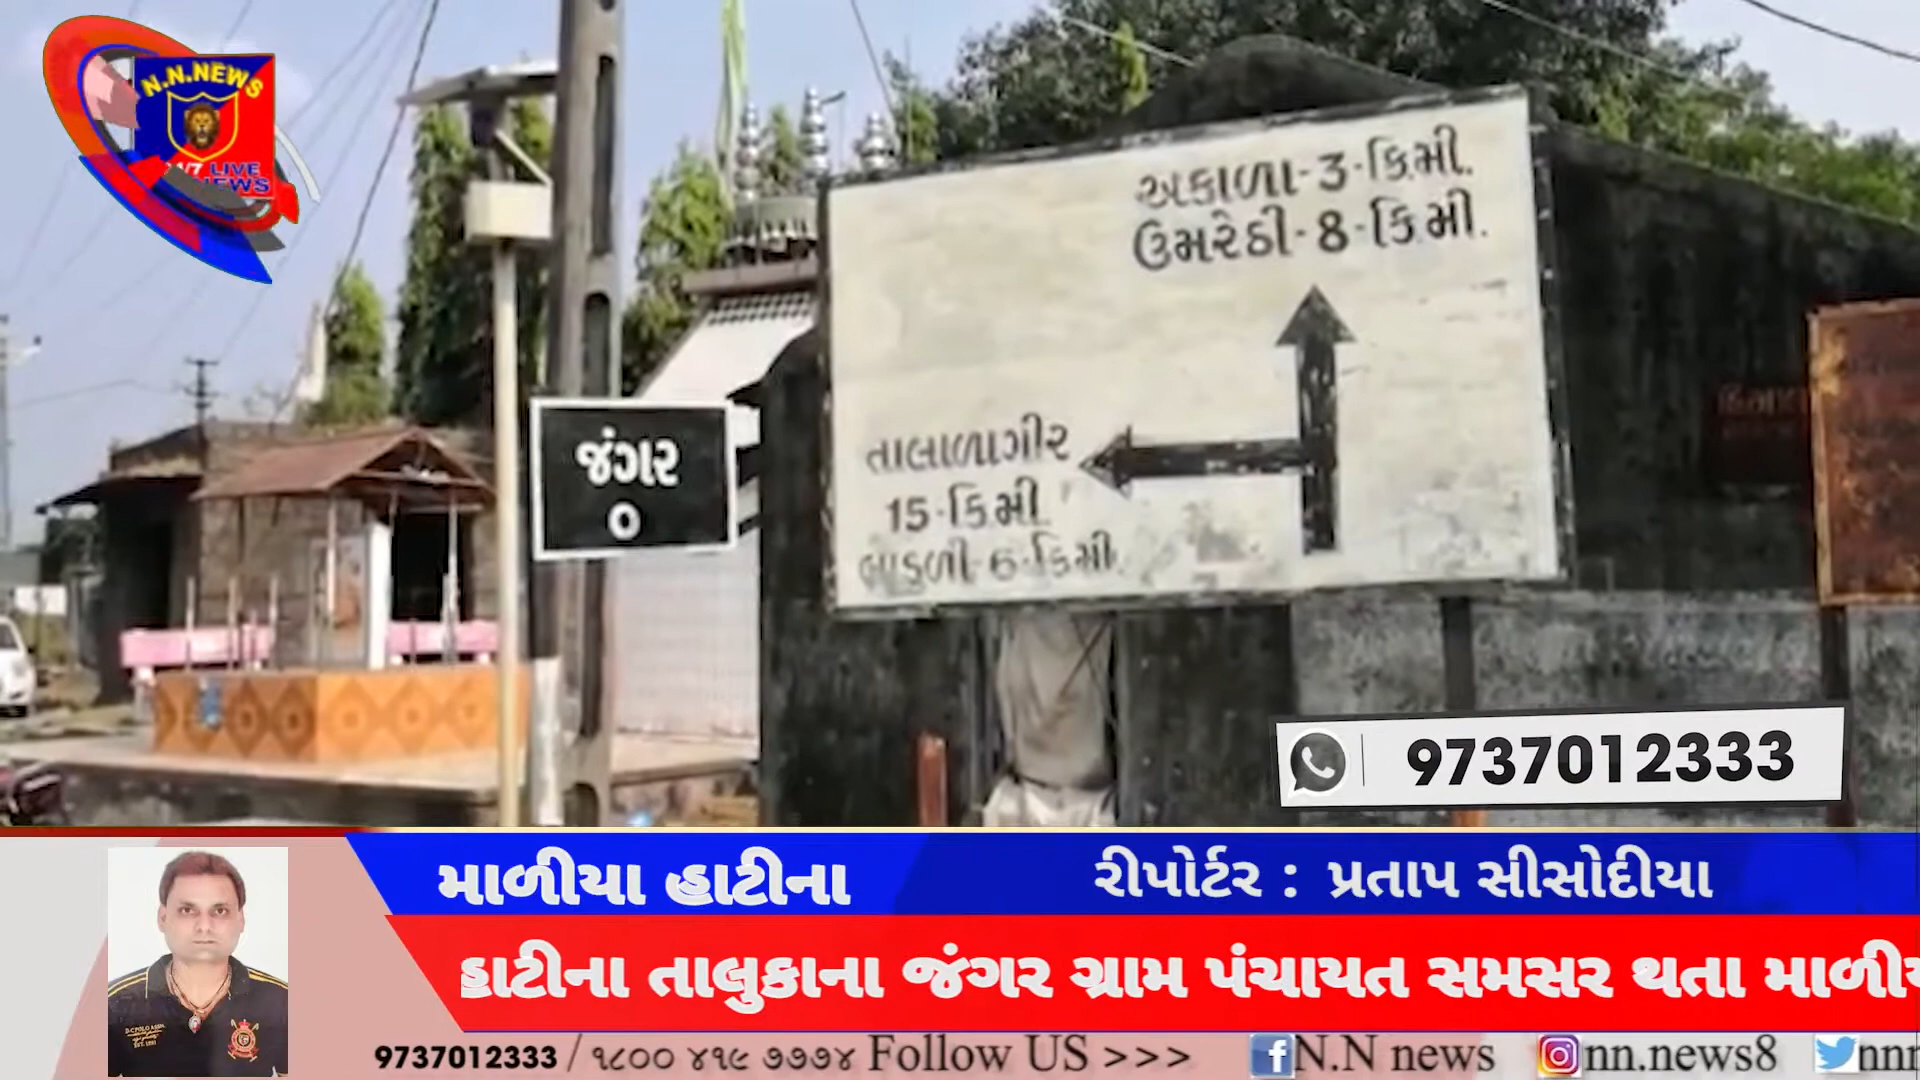 N.N.NEWS
LIVE
NEWS
અકાળા-3-કિ.મી.
ઉમરેઠી-8-કિ.મી.
તાલાળાગીર
15-કિ.મી.
6-કિ.મી.
જંગર
૦
9737012333
માળીયા હાટીના
રીપોર્ટર : પ્રતાપ સીસોદીયા
હાટીના તાલુકાના જંગર ગ્રામ પંચાયત સમસર થતા
9737012333 / ૧૮૦૦ ૪૧૯ ૭૭૭૪ Follow US >>> N.N news nn.news8